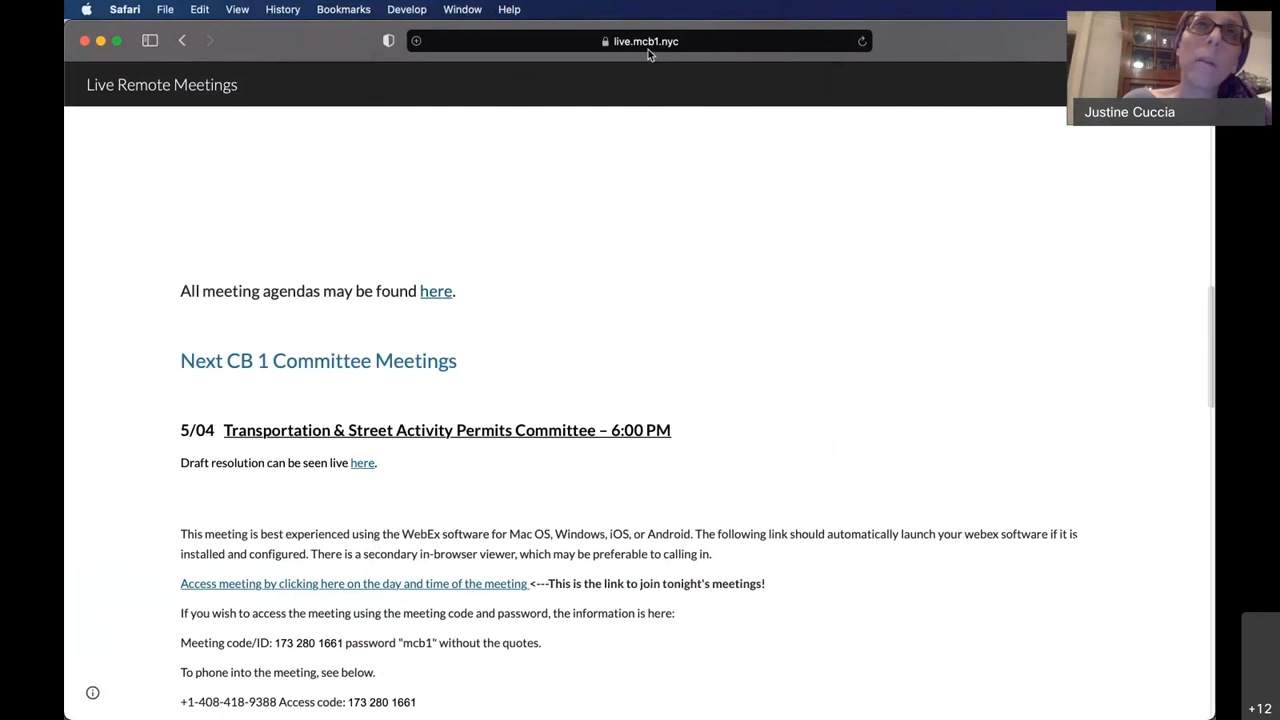 Safari File Edit View History Bookmarks Develop Window Help
live.mcb1.nyc
Live Remote Meetings
Justine Cuccia
All meeting agendas may be found here.
Next CB 1 Committee Meetings
5/04 Transportation & Street Activity Permits Committee – 6:00 PM
Draft resolution can be seen live here.
This meeting is best experienced using the WebEx software for Mac OS, Windows, iOS, or Android. The following link should automatically launch your webex software if it is
installed and configured. There is a secondary in-browser viewer, which may be preferable to calling in.
Access meeting by clicking here on the day and time of the meeting <---This is the link to join tonight's meetings!
If you wish to access the meeting using the meeting code and password, the information is here:
Meeting code/ID: 173 280 1661 password "mcb1" without the quotes.
To phone into the meeting, see below.
+1-408-418-9388 Access code: 173 280 1661
+12